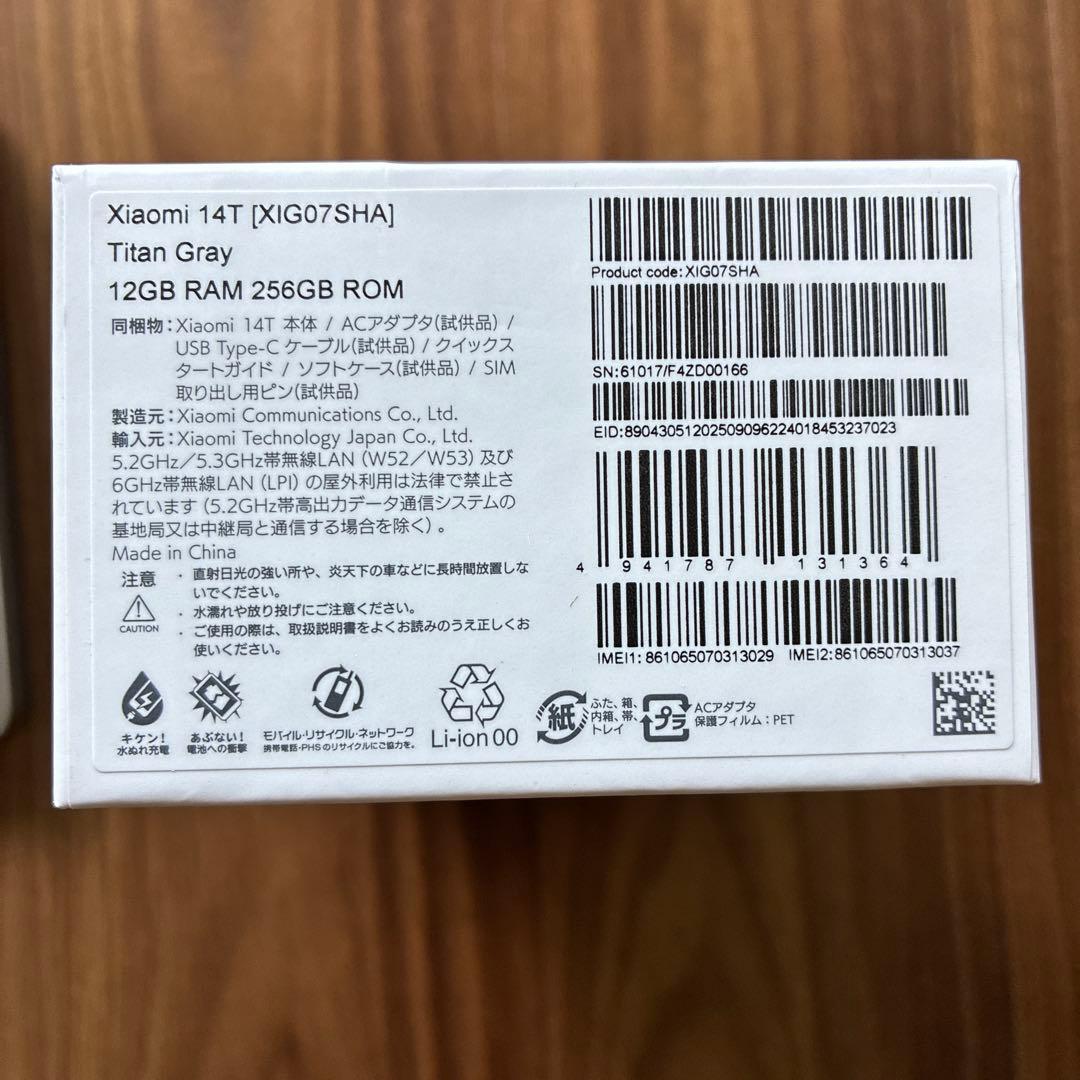 Xiaomi 14T [XIG07SHA]
Titan Gray
12GB RAM 256GB ROM
同梱物：Xiaomi 14T 本体 / ACアダプタ(試供品) /
USB Type-C ケーブル(試供品) / クイックス
タートガイド / ソフトケース(試供品) / SIM
取り出し用ピン(試供品)
製造元：Xiaomi Communications Co., Ltd.
輸入元：Xiaomi Technology Japan Co., Ltd.
5.2GHz／5.3GHz帯無線LAN（W52／W53）及び
6GHz帯無線LAN（LPI）の屋外利用は法律で禁止さ
れています（5.2GHz帯高出力データ通信システムの
基地局又は中継局と通信する場合を除く）。
Made in China
注意
CAUTION
・直射日光の強い所や、炎天下の車などに長時間放置しな
いでください。
・水濡れや放り投げにご注意ください。
・ご使用の際は、取扱説明書をよくお読みのうえ正しくお
使いください。
キケン！
水ぬれ充電
あぶない！
電池への衝撃
モバイル・リサイクル・ネットワーク
携帯電話・PHSのリサイクルにご協力を。
Li-ion 00
Product code: XIG07SHA
SN:61017/F4ZD00166
EID:89043051202509096224018453237023
4 941787 131364
IMEI1: 861065070313029 IMEI2:861065070313037
紙
ふた、箱、
内箱、帯、
トレイ
プラ
ACアダプタ
保護フィルム：PET